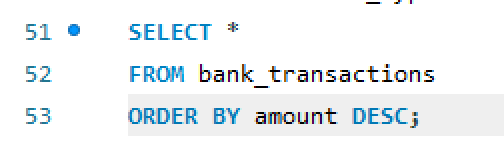 51 SELECT *
52 FROM bank_transactions
53 ORDER BY amount DESC;